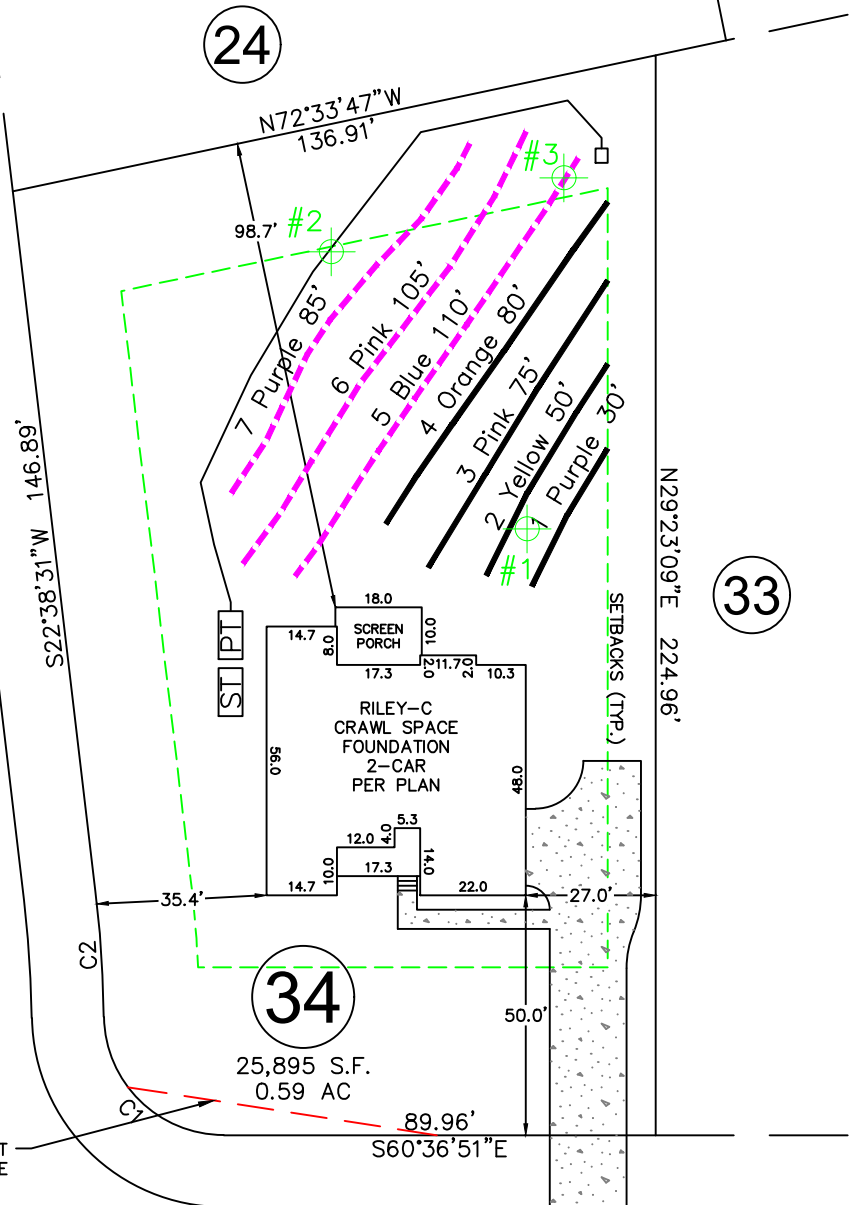 24
N72°33'47"W
136.91'
#3
#2
98.7'
7 Purple 85'
6 Pink 105'
5 Blue 110'
4 Orange 80'
3 Pink 75'
2 Yellow 50'
1 Purple 30'
#1
S22°38'31"W 146.89'
N29°23'09"E 224.96'
33
SETBACKS (TYP.)
PT
ST
18.0
14.7
8.0
SCREEN
PORCH
10.0
17.3
2.0
11.7
2.0
10.3
RILEY-C
CRAWL SPACE
FOUNDATION
2-CAR
PER PLAN
56.0
48.0
5.3
12.0
4.0
10.0
17.3
14.0
14.7
22.0
35.4'
27.0'
C2
34
25,895 S.F.
0.59 AC
50.0'
C1
89.96'
S60°36'51"E
T
E